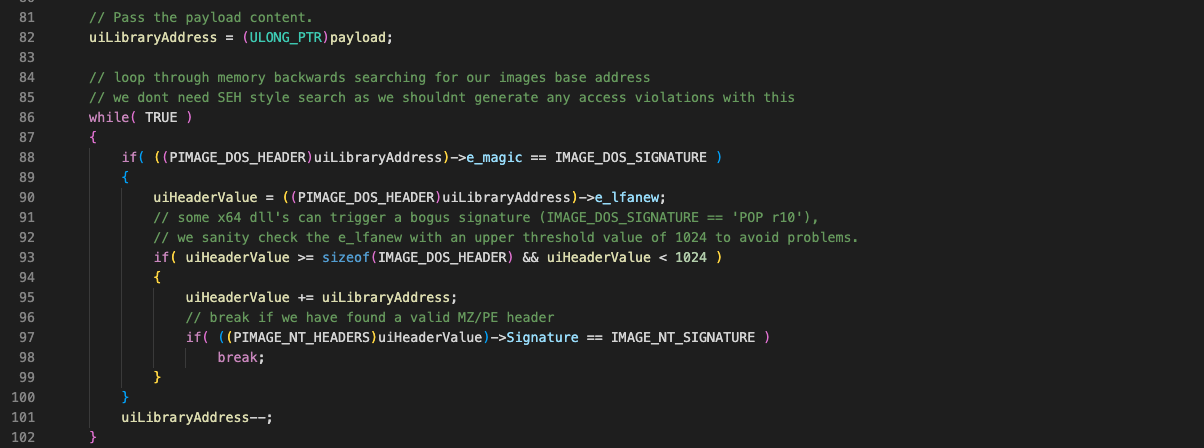 81 // Pass the payload content.
82 uiLibraryAddress = (ULONG_PTR)payload;
83
84 // loop through memory backwards searching for our images base address
85 // we dont need SEH style search as we shouldnt generate any access violations with this
86 while( TRUE )
87 {
88 if( ((PIMAGE_DOS_HEADER)uiLibraryAddress)->e_magic == IMAGE_DOS_SIGNATURE )
89 {
90 uiHeaderValue = ((PIMAGE_DOS_HEADER)uiLibraryAddress)->e_lfanew;
91 // some x64 dll's can trigger a bogus signature (IMAGE_DOS_SIGNATURE == 'POP r10'),
92 // we sanity check the e_lfanew with an upper threshold value of 1024 to avoid problems.
93 if( uiHeaderValue >= sizeof(IMAGE_DOS_HEADER) && uiHeaderValue < 1024 )
94 {
95 uiHeaderValue += uiLibraryAddress;
96 // break if we have found a valid MZ/PE header
97 if( ((PIMAGE_NT_HEADERS)uiHeaderValue)->Signature == IMAGE_NT_SIGNATURE )
98 break;
99 }
100 }
101 uiLibraryAddress--;
102 }